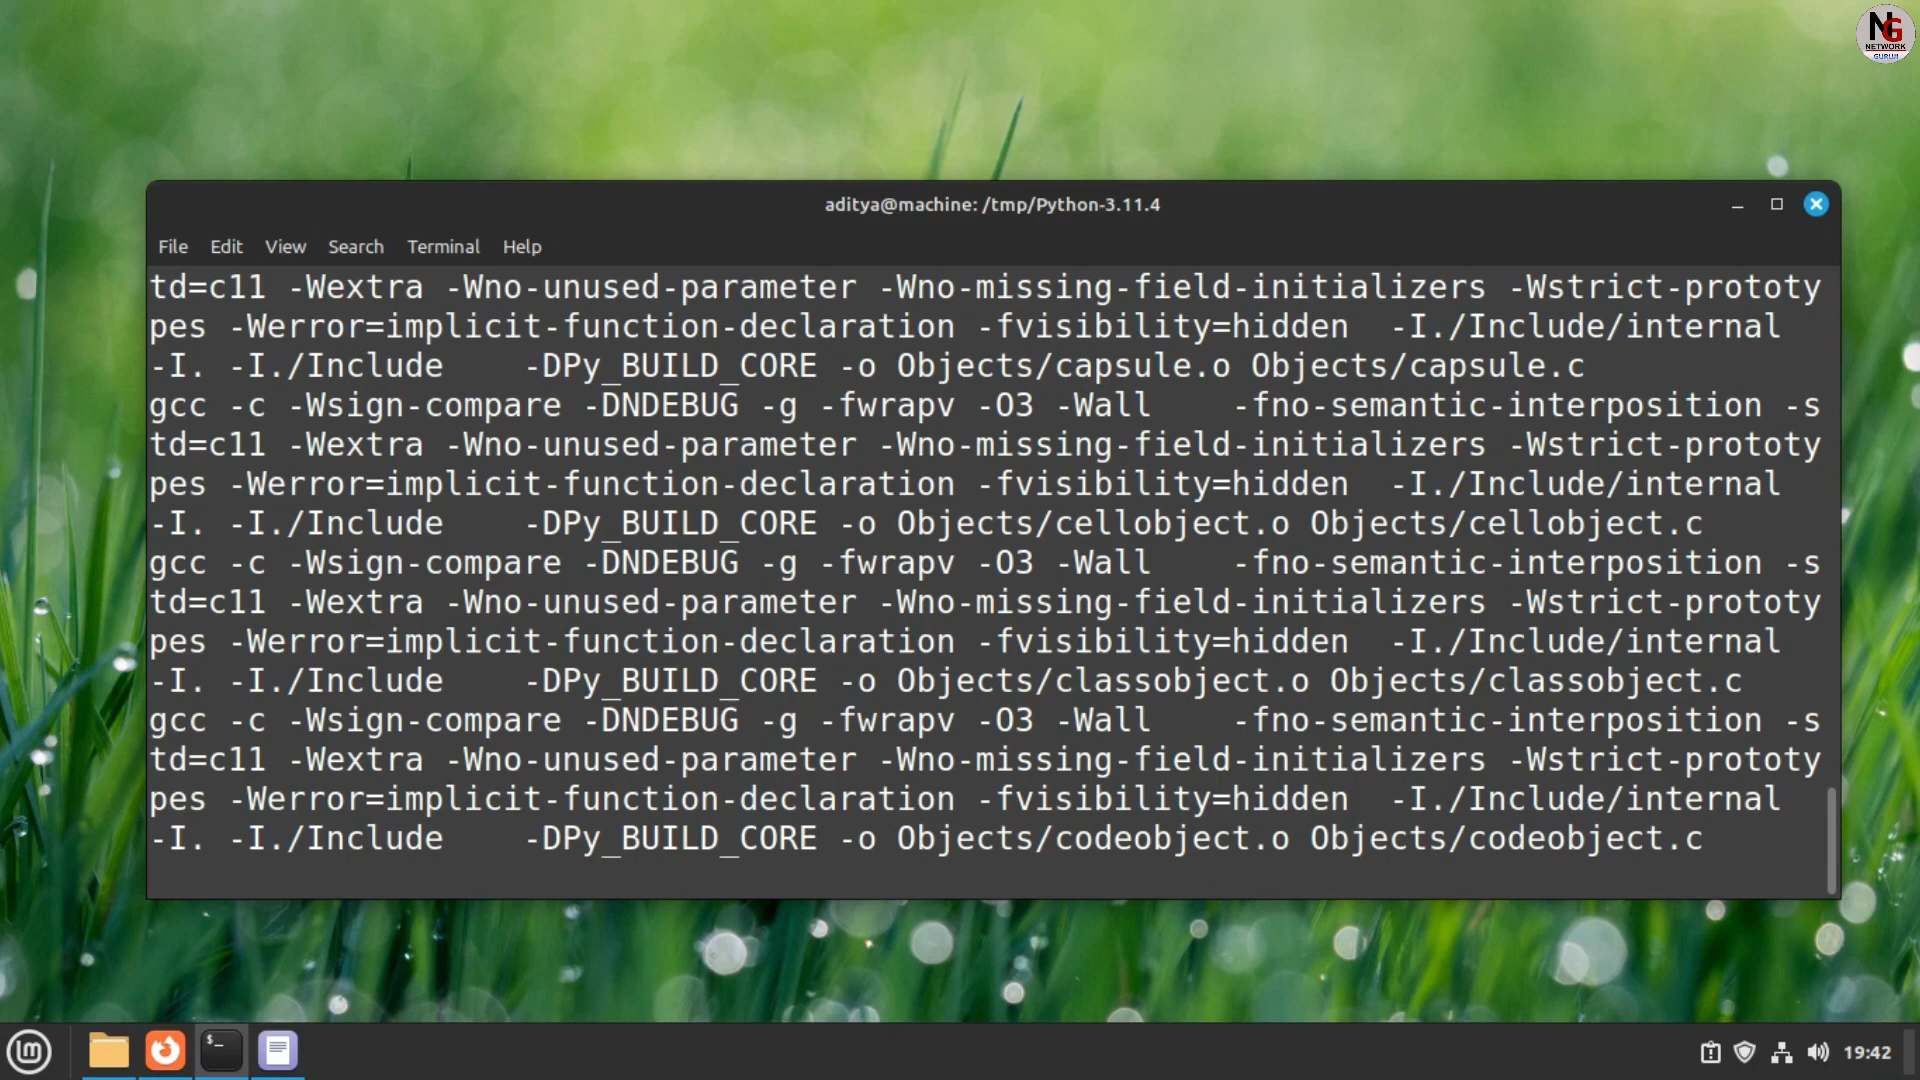 NG
NETWORK
GURUJI
aditya@machine: /tmp/Python-3.11.4
File Edit View Search Terminal Help
td=c11 -Wextra -Wno-unused-parameter -Wno-missing-field-initializers -Wstrict-prototy
pes -Werror=implicit-function-declaration -fvisibility=hidden  -I./Include/internal
-I. -I./Include    -DPy_BUILD_CORE -o Objects/capsule.o Objects/capsule.c
gcc -c -Wsign-compare -DNDEBUG -g -fwrapv -O3 -Wall    -fno-semantic-interposition -s
td=c11 -Wextra -Wno-unused-parameter -Wno-missing-field-initializers -Wstrict-prototy
pes -Werror=implicit-function-declaration -fvisibility=hidden  -I./Include/internal
-I. -I./Include    -DPy_BUILD_CORE -o Objects/cellobject.o Objects/cellobject.c
gcc -c -Wsign-compare -DNDEBUG -g -fwrapv -O3 -Wall    -fno-semantic-interposition -s
td=c11 -Wextra -Wno-unused-parameter -Wno-missing-field-initializers -Wstrict-prototy
pes -Werror=implicit-function-declaration -fvisibility=hidden  -I./Include/internal
-I. -I./Include    -DPy_BUILD_CORE -o Objects/classobject.o Objects/classobject.c
gcc -c -Wsign-compare -DNDEBUG -g -fwrapv -O3 -Wall    -fno-semantic-interposition -s
td=c11 -Wextra -Wno-unused-parameter -Wno-missing-field-initializers -Wstrict-prototy
pes -Werror=implicit-function-declaration -fvisibility=hidden  -I./Include/internal
-I. -I./Include    -DPy_BUILD_CORE -o Objects/codeobject.o Objects/codeobject.c
$_
19:42